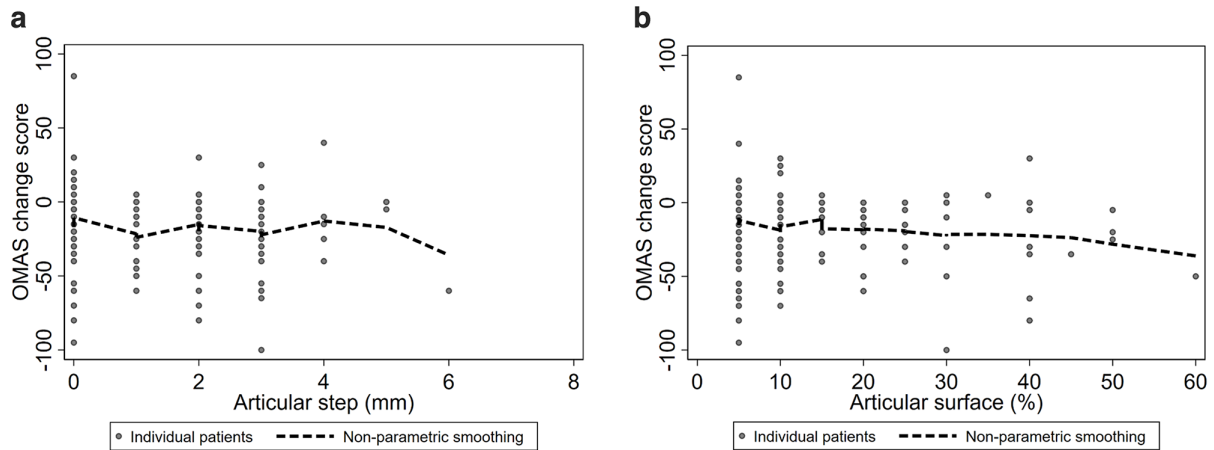 a
OMAS change score
100
50
0
-50
-100
0 2 4 6 8
Articular step (mm)
Individual patients Non-parametric smoothing
b
OMAS change score
100
50
0
-50
-100
0 10 20 30 40 50 60
Articular surface (%)
Individual patients Non-parametric smoothing